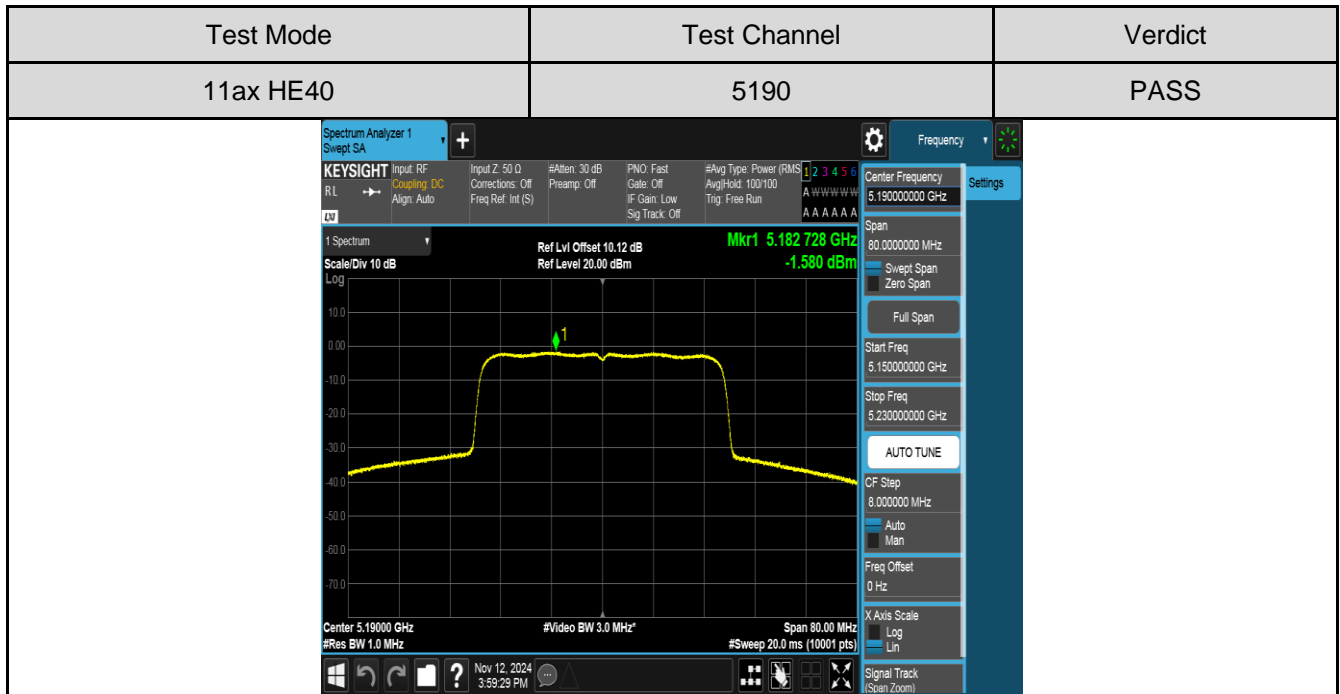 Test Mode Test Channel Verdict
11ax HE40 5190 PASS
Spectrum Analyzer 1
Swept SA
+
Frequency
KEYSIGHT
R L
LXI
Input: RF
Coupling: DC
Align: Auto
Input Z: 50 Ω
Corrections: Off
Freq Ref: Int (S)
#Atten: 30 dB
Preamp: Off
PNO: Fast
Gate: Off
IF Gain: Low
Sig Track: Off
#Avg Type: Power (RMS
Avg|Hold: 100/100
Trig: Free Run
1 2 3 4 5 6
A W W W W W
A A A A A A
1 Spectrum
Scale/Div 10 dB
Ref Lvl Offset 10.12 dB
Ref Level 20.00 dBm
Mkr1 5.182 728 GHz
-1.580 dBm
Log
10.0
0.00
-10.0
-20.0
-30.0
-40.0
-50.0
-60.0
-70.0
1
Center 5.19000 GHz
#Res BW 1.0 MHz
#Video BW 3.0 MHz*
Span 80.00 MHz
#Sweep 20.0 ms (10001 pts)
?
Nov 12, 2024
3:59:29 PM
Center Frequency
5.190000000 GHz
Settings
Span
80.0000000 MHz
Swept Span
Zero Span
Full Span
Start Freq
5.150000000 GHz
Stop Freq
5.230000000 GHz
AUTO TUNE
CF Step
8.000000 MHz
Auto
Man
Freq Offset
0 Hz
X Axis Scale
Log
Lin
Signal Track
(Span Zoom)